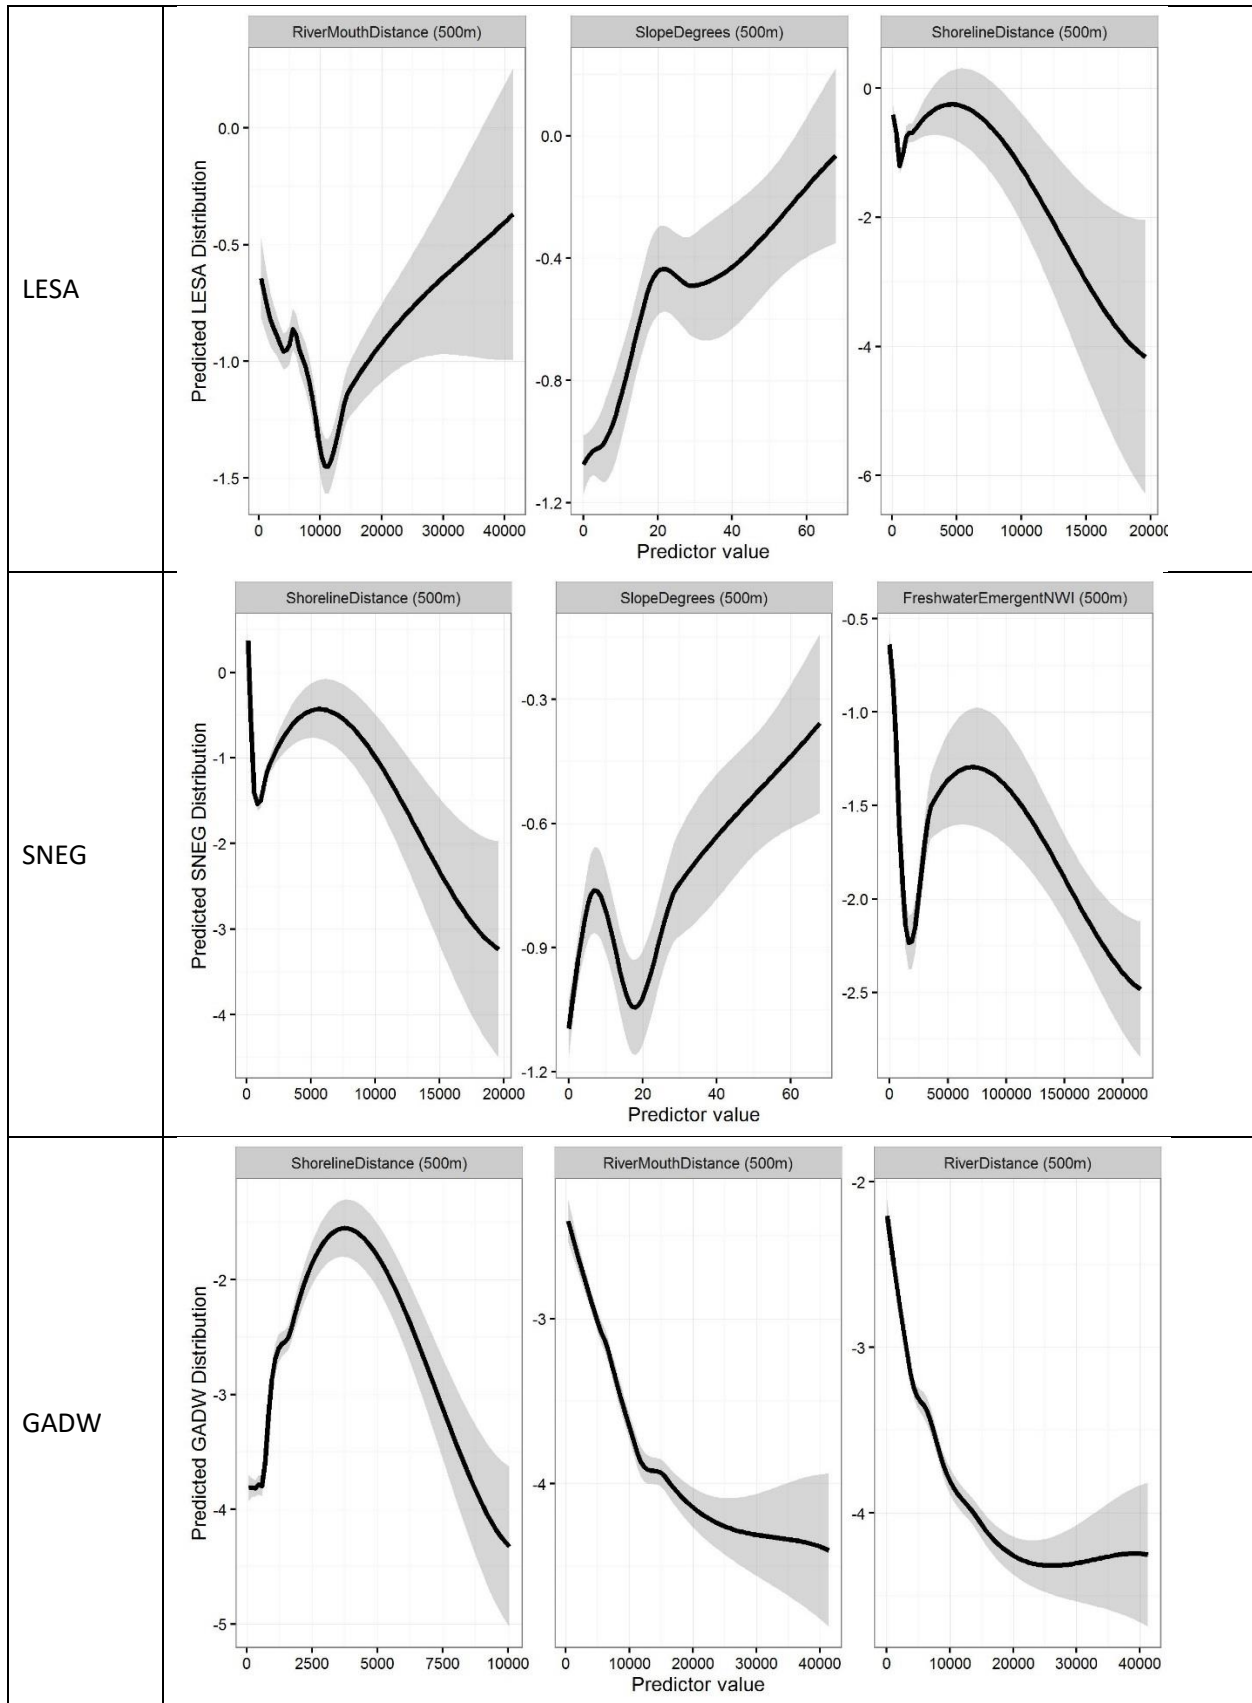 LESA
RiverMouthDistance (500m) SlopeDegrees (500m) ShorelineDistance (500m)
Predicted LESA Distribution
0.0
-0.5
-1.0
-1.5
0 10000 20000 30000 40000
0.0
-0.4
-0.8
-1.2
0 20 40 60
0
-2
-4
-6
0 5000 10000 15000 2000
Predictor value
SNEG
ShorelineDistance (500m) SlopeDegrees (500m) FreshwaterEmergentNWI (500m)
Predicted SNEG Distribution
0
-1
-2
-3
-4
0 5000 10000 15000 20000
-0.3
-0.6
-0.9
-1.2
0 20 40 60
-0.5
-1.0
-1.5
-2.0
-2.5
0 50000 100000 150000 200000
Predictor value
GADW
ShorelineDistance (500m) RiverMouthDistance (500m) RiverDistance (500m)
Predicted GADW Distribution
-2
-3
-4
-5
0 2500 5000 7500 10000
-3
-4
0 10000 20000 30000 40000
-2
-3
-4
0 10000 20000 30000 40000
Predictor value